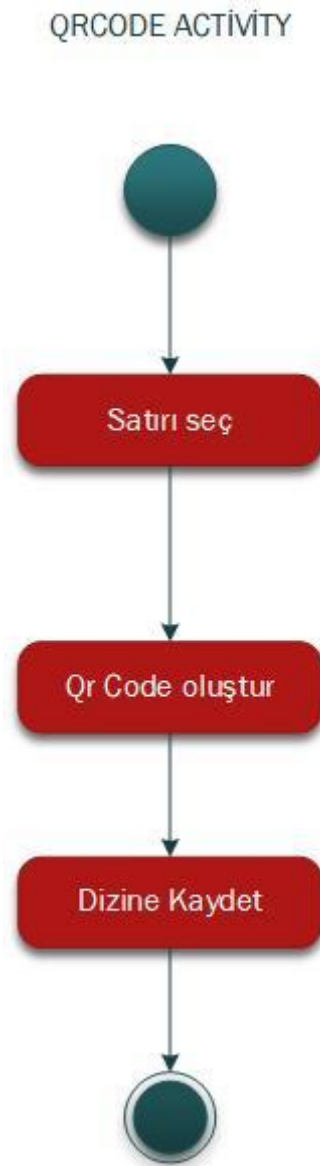 QRCODE ACTİVİTY
Satırı seç
Qr Code oluştur
Dizine Kaydet